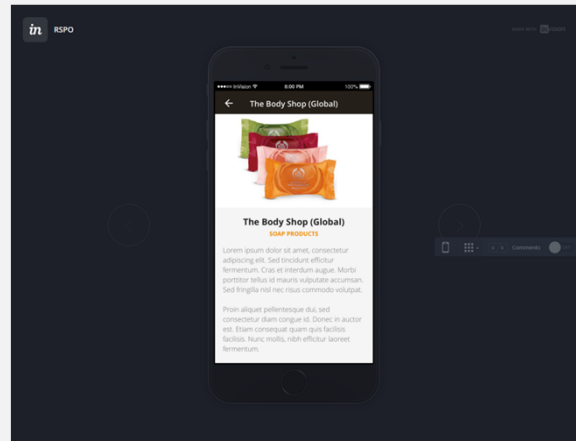 in RSPO
MADE WITH InVision
InVision 8:00 PM 100%
The Body Shop (Global)
The Body Shop (Global)
SOAP PRODUCTS
Lorem ipsum dolor sit amet, consectetur
adipiscing elit. Sed tincidunt efficitur
fermentum. Cras et interdum augue. Morbi
porttitor tellus id mauris vulputate accumsan.
Sed fringilla nisl nec risus commodo volutpat.
Proin aliquet pellentesque dui, sed
consectetur diam congue id. Donec in auctor
est. Etiam consequat quam quis facilisis
facilisis. Nunc mollis, nibh efficitur laoreet
fermentum.
Comments